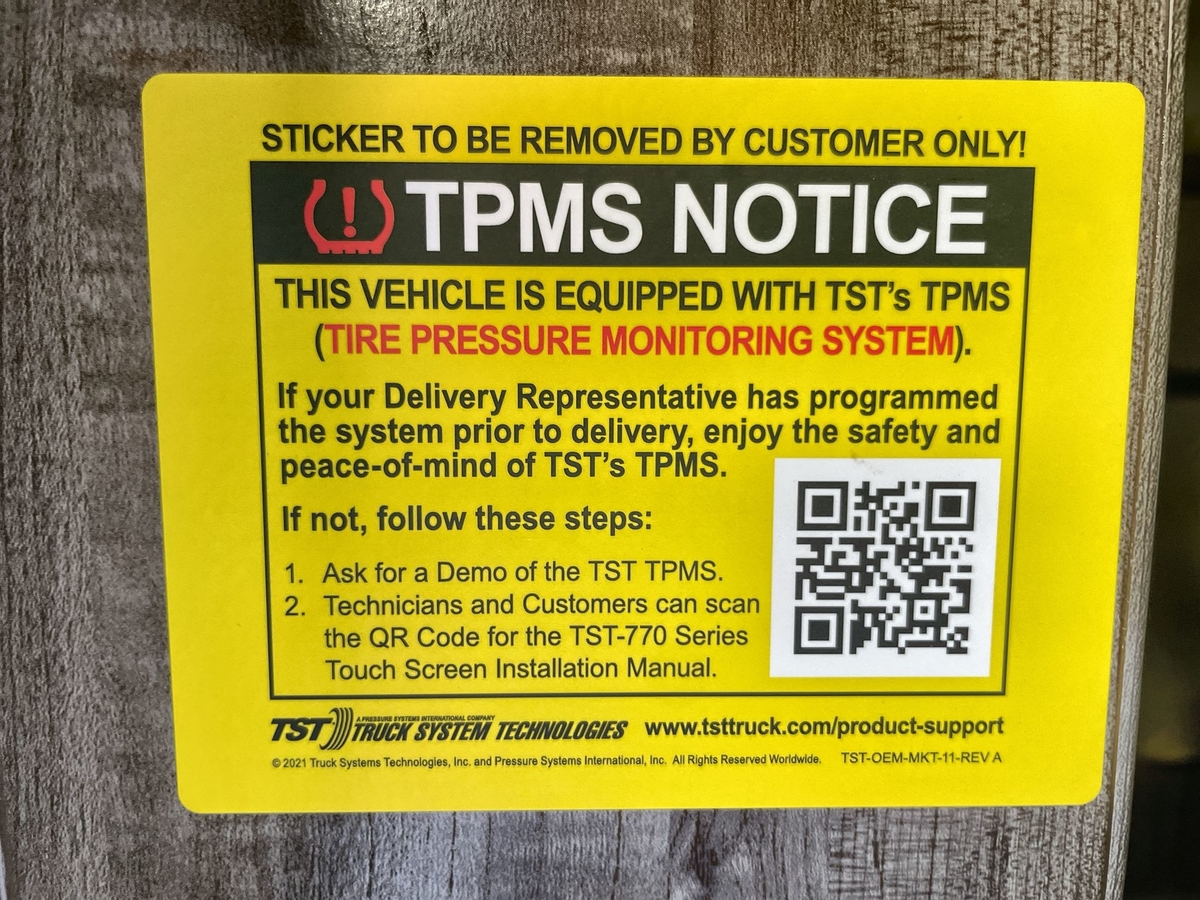 STICKER TO BE REMOVED BY CUSTOMER ONLY!
TPMS NOTICE
THIS VEHICLE IS EQUIPPED WITH TST's TPMS
(TIRE PRESSURE MONITORING SYSTEM).
If your Delivery Representative has programmed
the system prior to delivery, enjoy the safety and
peace-of-mind of TST's TPMS.
If not, follow these steps:
1. Ask for a Demo of the TST TPMS.
2. Technicians and Customers can scan
the QR Code for the TST-770 Series
Touch Screen Installation Manual.
A PRESSURE SYSTEMS INTERNATIONAL COMPANY
TST TRUCK SYSTEM TECHNOLOGIES www.tsttruck.com/product-support
© 2021 Truck Systems Technologies, Inc. and Pressure Systems International, Inc. All Rights Reserved Worldwide. TST-OEM-MKT-11-REV A